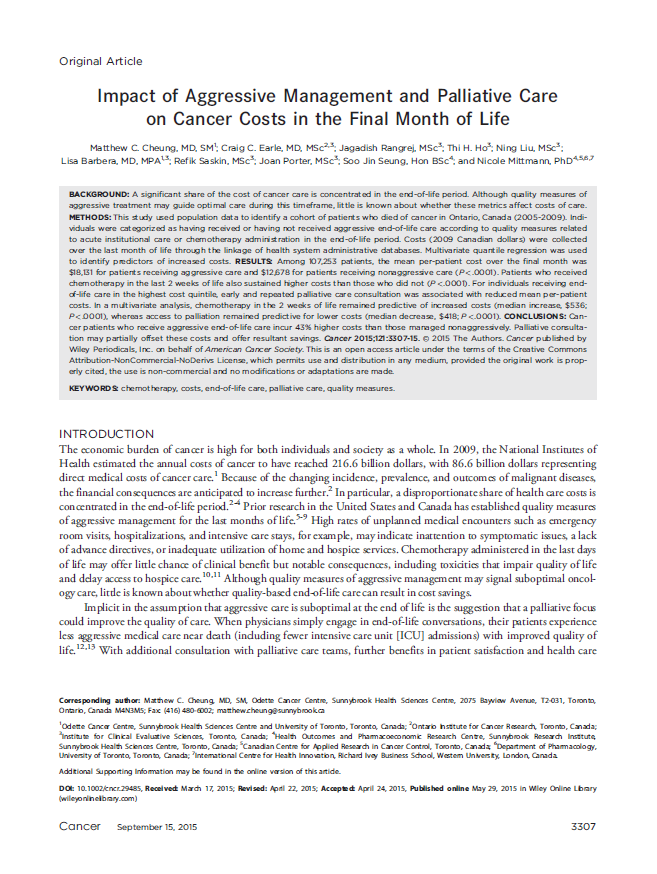 Original Article
Impact of Aggressive Management and Palliative Care
on Cancer Costs in the Final Month of Life
Matthew C. Cheung, MD, SM1; Craig C. Earle, MD, MSc2,3; Jagadish Rangrej, MSc3; Thi H. Ho3; Ning Liu, MSc3;
Lisa Barbera, MD, MPA1,3; Refik Saskin, MSc3; Joan Porter, MSc3; Soo Jin Seung, Hon BSc4; and Nicole Mittmann, PhD4,5,6,7
BACKGROUND: A significant share of the cost of cancer care is concentrated in the end-of-life period. Although quality measures of
aggressive treatment may guide optimal care during this timeframe, little is known about whether these metrics affect costs of care.
METHODS: This study used population data to identify a cohort of patients who died of cancer in Ontario, Canada (2005-2009). Indi-
viduals were categorized as having received or having not received aggressive end-of-life care according to quality measures related
to acute institutional care or chemotherapy administration in the end-of-life period. Costs (2009 Canadian dollars) were collected
over the last month of life through the linkage of health system administrative databases. Multivariate quantile regression was used
to identify predictors of increased costs. RESULTS: Among 107,253 patients, the mean per-patient cost over the final month was
$18,131 for patients receiving aggressive care and $12,678 for patients receiving nonaggressive care (P < .0001). Patients who received
chemotherapy in the last 2 weeks of life also sustained higher costs than those who did not (P < .0001). For individuals receiving end-
of-life care in the highest cost quintile, early and repeated palliative care consultation was associated with reduced mean per-patient
costs. In a multivariate analysis, chemotherapy in the 2 weeks of life remained predictive of increased costs (median increase, $536;
P < .0001), whereas access to palliation remained predictive for lower costs (median decrease, $418; P < .0001). CONCLUSIONS: Can-
cer patients who receive aggressive end-of-life care incur 43% higher costs than those managed nonaggressively. Palliative consulta-
tion may partially offset these costs and offer resultant savings. Cancer 2015;121:3307-15. © 2015 The Authors. Cancer published by
Wiley Periodicals, Inc. on behalf of American Cancer Society. This is an open access article under the terms of the Creative Commons
Attribution-NonCommercial-NoDerivs License, which permits use and distribution in any medium, provided the original work is prop-
erly cited, the use is non-commercial and no modifications or adaptations are made.
KEYWORDS: chemotherapy, costs, end-of-life care, palliative care, quality measures.
INTRODUCTION
The economic burden of cancer is high for both individuals and society as a whole. In 2009, the National Institutes of
Health estimated the annual costs of cancer to have reached 216.6 billion dollars, with 86.6 billion dollars representing
direct medical costs of cancer care.1 Because of the changing incidence, prevalence, and outcomes of malignant diseases,
the financial consequences are anticipated to increase further.2 In particular, a disproportionate share of health care costs is
concentrated in the end-of-life period.2-4 Prior research in the United States and Canada has established quality measures
of aggressive management for the last months of life.5-9 High rates of unplanned medical encounters such as emergency
room visits, hospitalizations, and intensive care stays, for example, may indicate inattention to symptomatic issues, a lack
of advance directives, or inadequate utilization of home and hospice services. Chemotherapy administered in the last days
of life may offer little chance of clinical benefit but notable consequences, including toxicities that impair quality of life
and delay access to hospice care.10,11 Although quality measures of aggressive management may signal suboptimal oncol-
ogy care, little is known about whether quality-based end-of-life care can result in cost savings.
Implicit in the assumption that aggressive care is suboptimal at the end of life is the suggestion that a palliative focus
could improve the quality of care. When physicians simply engage in end-of-life conversations, their patients experience
less aggressive medical care near death (including fewer intensive care unit [ICU] admissions) with improved quality of
life.12,13 With additional consultation with palliative care teams, further benefits in patient satisfaction and health care
Corresponding author: Matthew C. Cheung, MD, SM, Odette Cancer Centre, Sunnybrook Health Sciences Centre, 2075 Bayview Avenue, T2-031, Toronto,
Ontario, Canada M4N3M5; Fax: (416) 480-6002; matthew.cheung@sunnybrook.ca
1Odette Cancer Centre, Sunnybrook Health Sciences Centre and University of Toronto, Toronto, Canada; 2Ontario Institute for Cancer Research, Toronto, Canada;
3Institute for Clinical Evaluative Sciences, Toronto, Canada; 4Health Outcomes and Pharmacoeconomic Research Centre, Sunnybrook Research Institute,
Sunnybrook Health Sciences Centre, Toronto, Canada; 5Canadian Centre for Applied Research in Cancer Control, Toronto, Canada; 6Department of Pharmacology,
University of Toronto, Toronto, Canada; 7International Centre for Health Innovation, Richard Ivey Business School, Western University, London, Canada.
Additional Supporting Information may be found in the online version of this article.
DOI: 10.1002/cncr.29485, Received: March 17, 2015; Revised: April 22, 2015; Accepted: April 24, 2015, Published online May 29, 2015 in Wiley Online Library
(wileyonlinelibrary.com)
Cancer September 15, 2015 3307